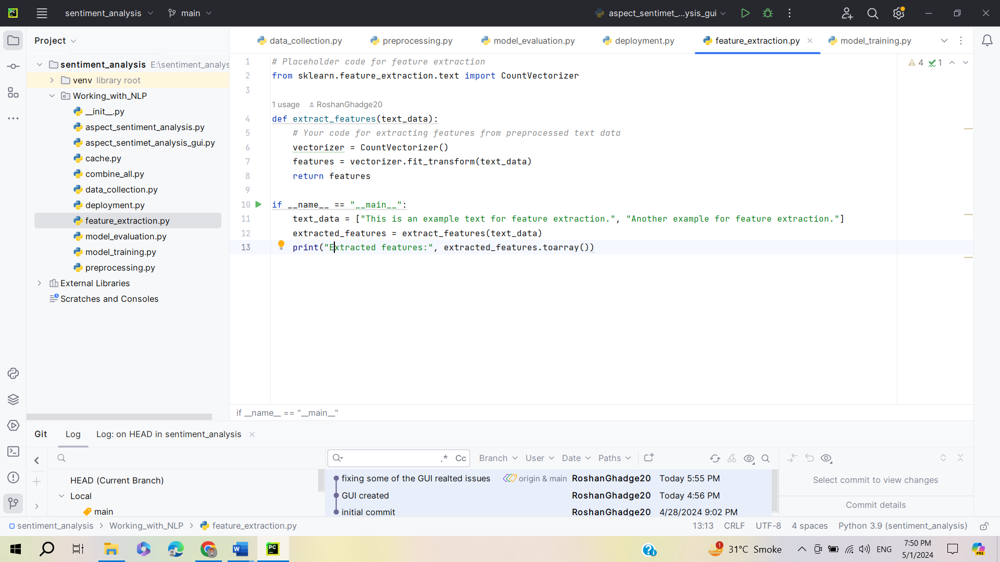 PC sentiment_analysis main aspect_sentimet_...ysis_gui
Project
data_collection.py preprocessing.py model_evaluation.py deployment.py feature_extraction.py model_training.py
sentiment_analysis E:\sentiment_analys
venv library root
Working_with_NLP
__init__.py
aspect_sentiment_analysis.py
aspect_sentimet_analysis_gui.py
cache.py
combine_all.py
data_collection.py
deployment.py
feature_extraction.py
model_evaluation.py
model_training.py
preprocessing.py
External Libraries
Scratches and Consoles
4 1
1 # Placeholder code for feature extraction
2 from sklearn.feature_extraction.text import CountVectorizer
3
1 usage RoshanGhadge20
4 def extract_features(text_data):
5 # Your code for extracting features from preprocessed text data
6 vectorizer = CountVectorizer()
7 features = vectorizer.fit_transform(text_data)
8 return features
9
10 if __name__ == "__main__":
11 text_data = ["This is an example text for feature extraction.", "Another example for feature extraction."]
12 extracted_features = extract_features(text_data)
13 print("Extracted features:", extracted_features.toarray())
if __name__ == "__main__"
Git Log Log: on HEAD in sentiment_analysis
.* Cc Branch User Date Paths
HEAD (Current Branch)
Local
main
fixing some of the GUI realted issues origin & main RoshanGhadge20 Today 5:55 PM
GUI created RoshanGhadge20 Today 4:56 PM
initial commit RoshanGhadge20 4/28/2024 9:02 PM
Select commit to view changes
Commit details
sentiment_analysis > Working_with_NLP > feature_extraction.py 13:13 CRLF UTF-8 4 spaces Python 3.9 (sentiment_analysis)
W PC 1 31°C Smoke ENG 7:50 PM
5/1/2024
PRE